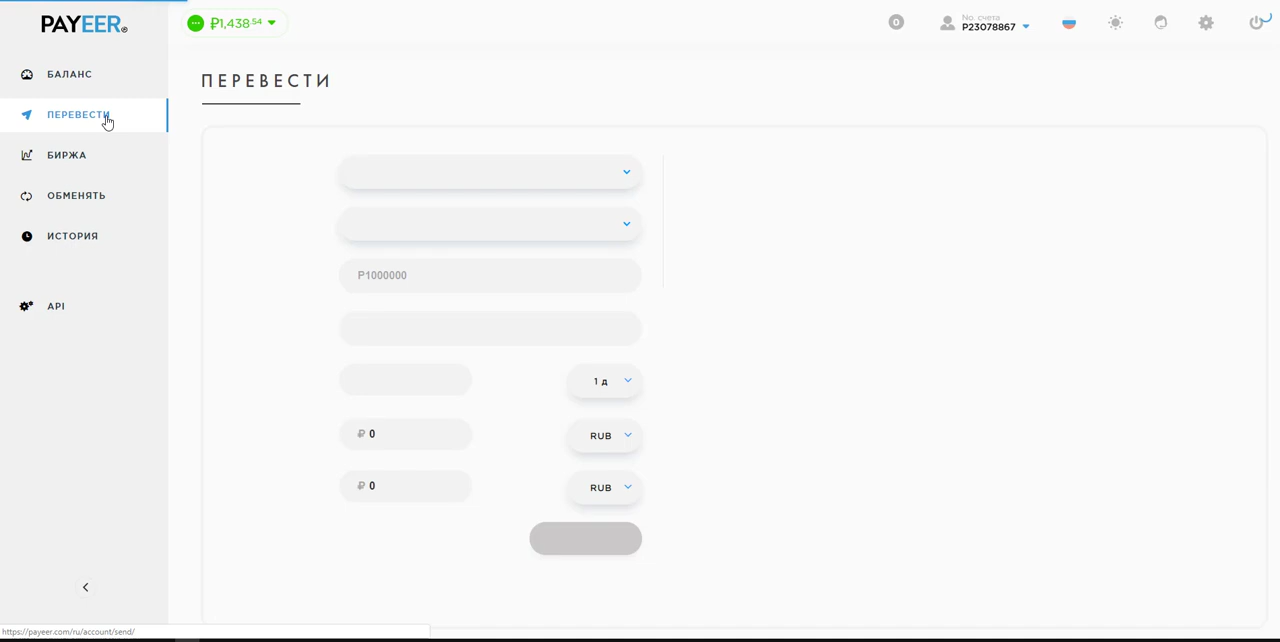 PAYEER
₽1,438.54
0
No. счета
P23078867
БАЛАНС
ПЕРЕВЕСТИ
БИРЖА
ОБМЕНЯТЬ
ИСТОРИЯ
API
ПЕРЕВЕСТИ
P1000000
1 д
₽ 0
RUB
₽ 0
RUB
https://payeer.com/ru/account/send/